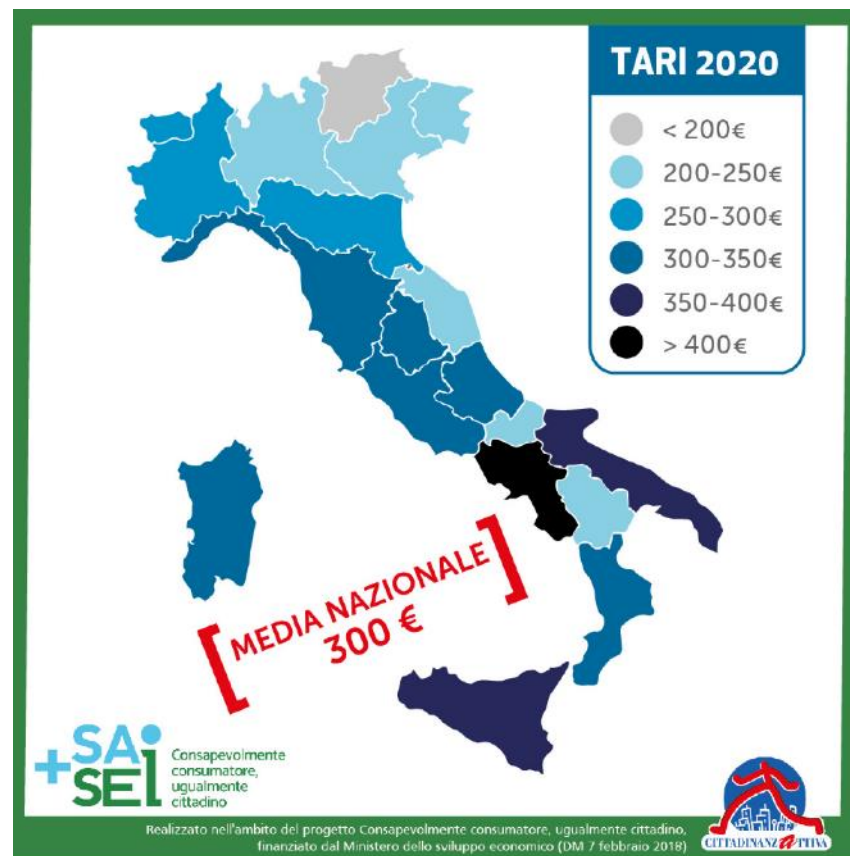 TARI 2020
< 200€
200-250€
250-300€
300-350€
350-400€
> 400€
MEDIA NAZIONALE
300 €
+SAi
SEi
Consapevolmente
consumatore,
ugualmente
cittadino
CITTADINANZATTIVA
Realizzato nell'ambito del progetto Consapevolmente consumatore, ugualmente cittadino,
finanziato dal Ministero dello sviluppo economico (DM 7 febbraio 2018)